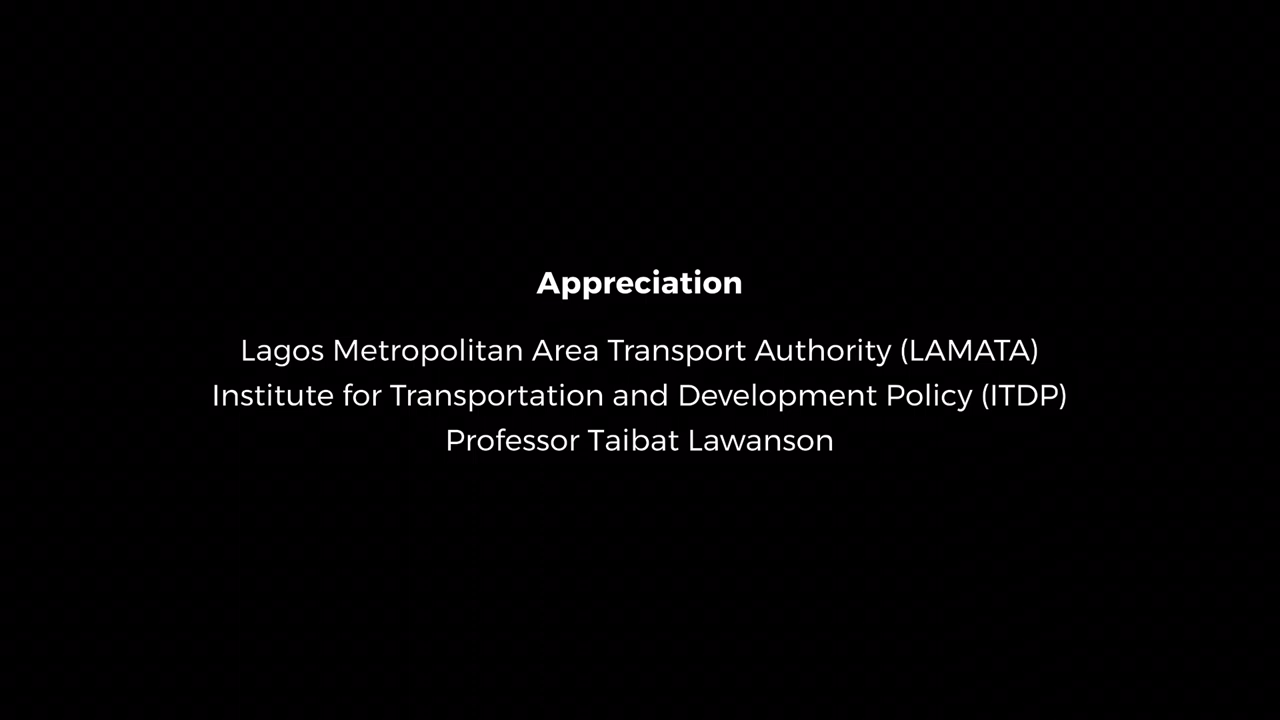 Appreciation
Lagos Metropolitan Area Transport Authority (LAMATA)
Institute for Transportation and Development Policy (ITDP)
Professor Taibat Lawanson